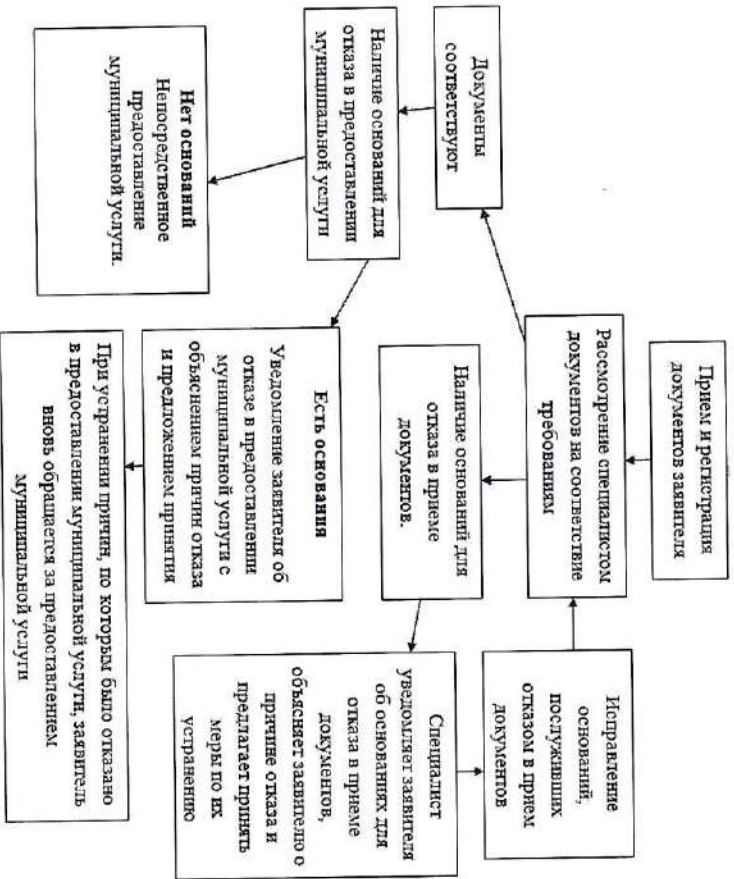 Прием и регистрация
документов заявителя
Рассмотрение специалистом
документов на соответствие
требованиям
Исправление
оснований,
послуживших
отказом в прием
документов
Документы
соответствуют
Наличие оснований для
отказа в приеме
документов.
Специалист
уведомляет заявителя
об основаниях для
отказа в приеме
документов,
объясняет заявителю о
причине отказа и
предлагает принять
меры по их
устранению
Наличие оснований для
отказа в предоставлении
муниципальной услуги
Нет оснований
Непосредственное
предоставление
муниципальной услуги.
Есть основания
Уведомление заявителя об
отказе в предоставлении
муниципальной услуги с
объяснением причин отказа
и предложением принятия
При устранении причин, по которым было отказано
в предоставлении муниципальной услуги, заявитель
вновь обращается за предоставлением
муниципальной услуги